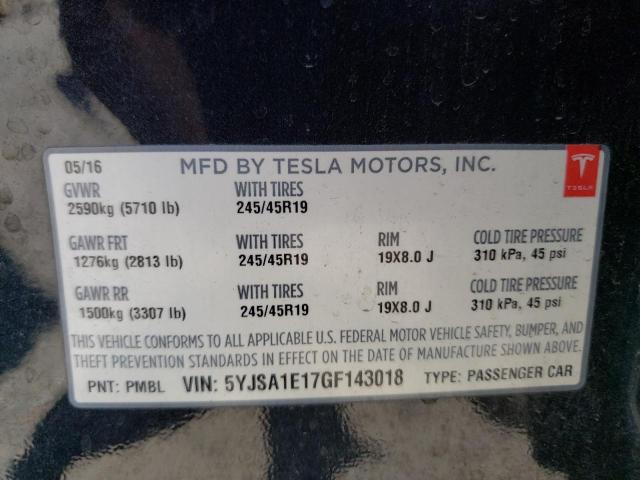 05/16 MFD BY TESLA MOTORS, INC.
GVWR WITH TIRES
2590kg (5710 lb) 245/45R19
TESLA
GAWR FRT WITH TIRES RIM COLD TIRE PRESSURE
1276kg (2813 lb) 245/45R19 19X8.0 J 310 kPa, 45 psi
GAWR RR WITH TIRES RIM COLD TIRE PRESSURE
1500kg (3307 lb) 245/45R19 19X8.0 J 310 kPa, 45 psi
THIS VEHICLE CONFORMS TO ALL APPLICABLE U.S. FEDERAL MOTOR VEHICLE SAFETY, BUMPER, AND
THEFT PREVENTION STANDARDS IN EFFECT ON THE DATE OF MANUFACTURE SHOWN ABOVE.
PNT: PMBL VIN: 5YJSA1E17GF143018 TYPE: PASSENGER CAR